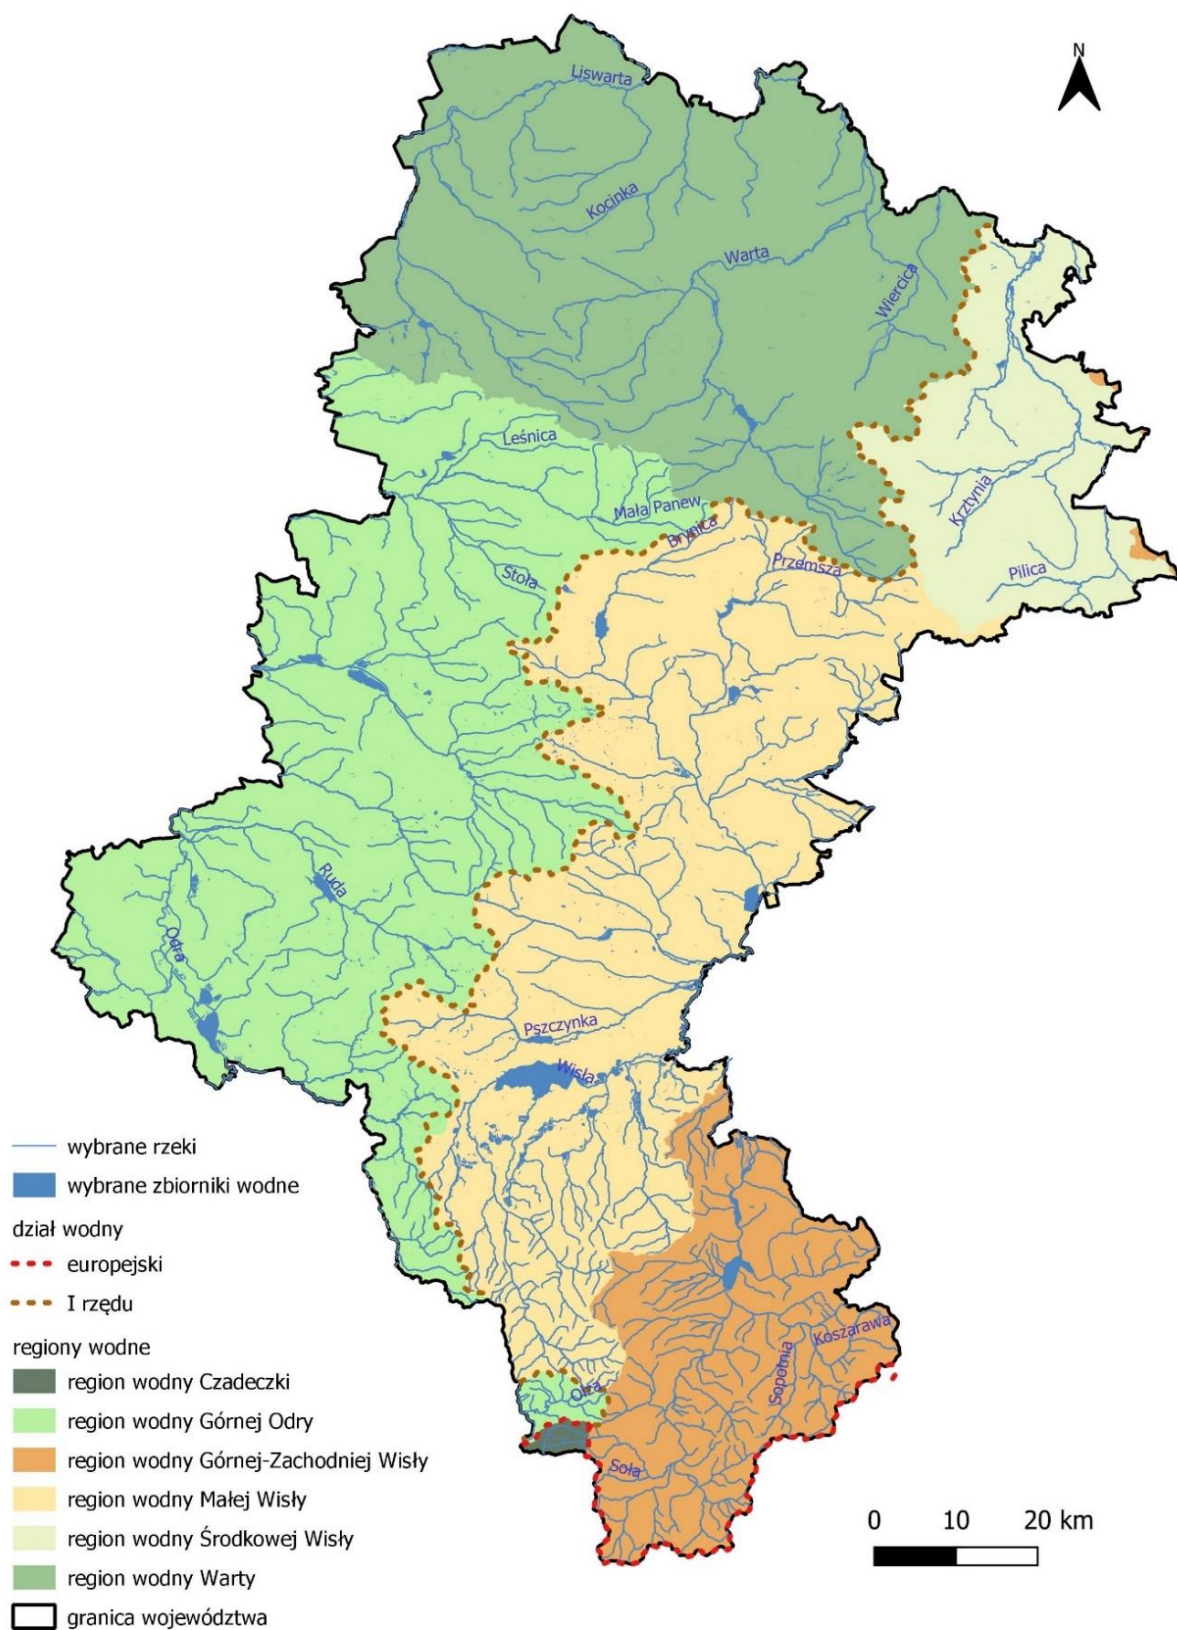 N
Liswarta
Kocinka
Warta
Wiercica
Leśnica
Krztynia
Mała Panew
Brynica
Przemsza
Pilica
Stoła
Ruda
Odra
Pszczynka
Wisła
Koszarawa
Sopotnia
Olza
Soła
wybrane rzeki
wybrane zbiorniki wodne
dział wodny
europejski
I rzędu
regiony wodne
region wodny Czadeczki
region wodny Górnej Odry
region wodny Górnej-Zachodniej Wisły
region wodny Małej Wisły
region wodny Środkowej Wisły
region wodny Warty
granica województwa
0 10 20 km